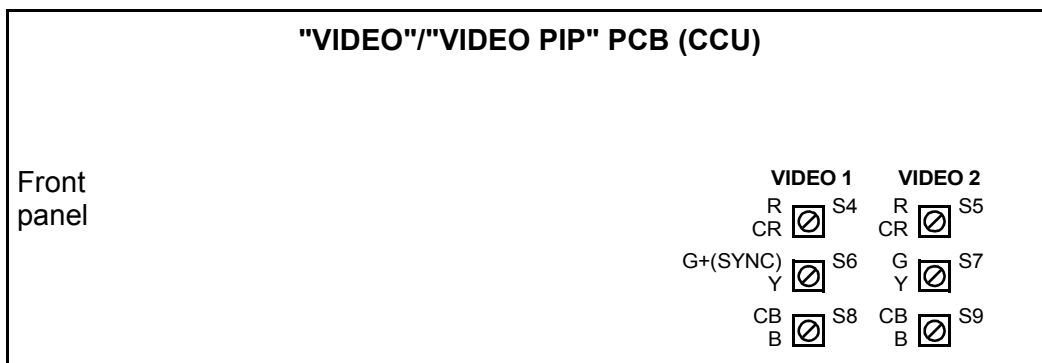 "VIDEO"/"VIDEO PIP" PCB (CCU)
Front
panel
VIDEO 1 VIDEO 2
R S4 R S5
CR CR
G+(SYNC) S6 G S7
Y Y
CB S8 CB S9
B B